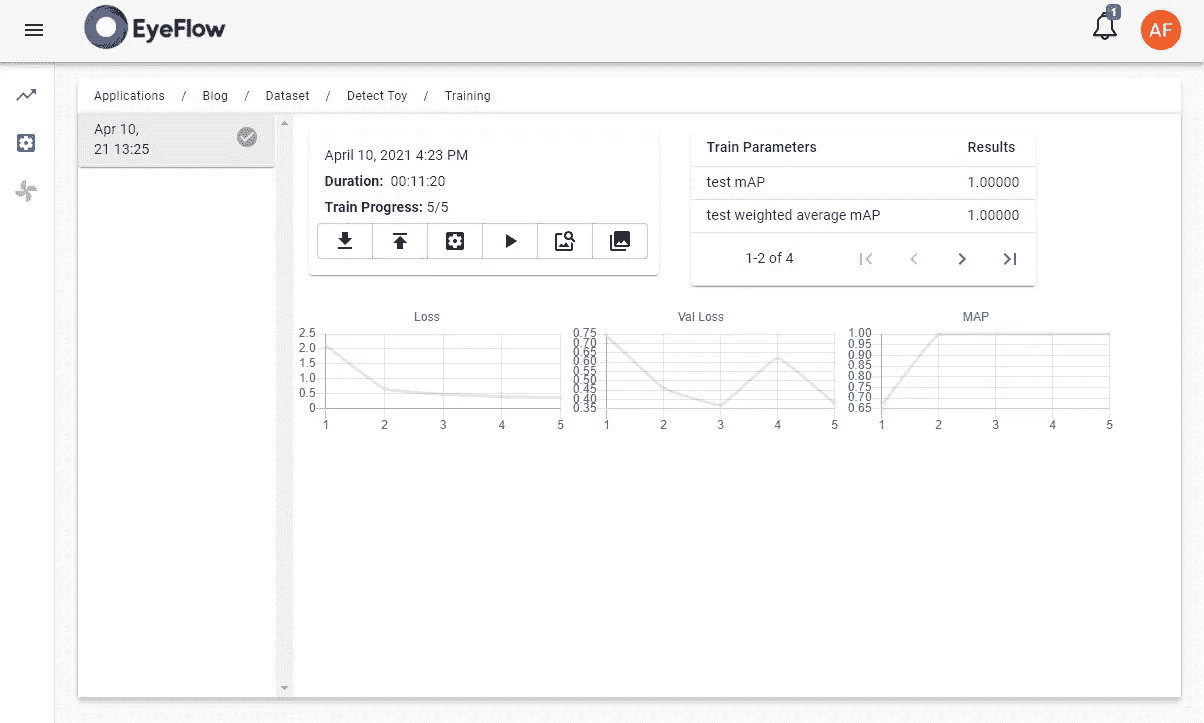 EyeFlow
1
AF
Applications / Blog / Dataset / Detect Toy / Training
Apr 10,
21 13:25
April 10, 2021 4:23 PM
Duration: 00:11:20
Train Progress: 5/5
Train Parameters Results
test mAP 1.00000
test weighted average mAP 1.00000
1-2 of 4
Loss
2.5
2.0
1.5
1.0
0.5
0
1 2 3 4 5
Val Loss
0.75
0.70
0.65
0.60
0.55
0.50
0.45
0.40
0.35
1 2 3 4 5
MAP
1.00
0.95
0.90
0.85
0.80
0.75
0.70
0.65
1 2 3 4 5